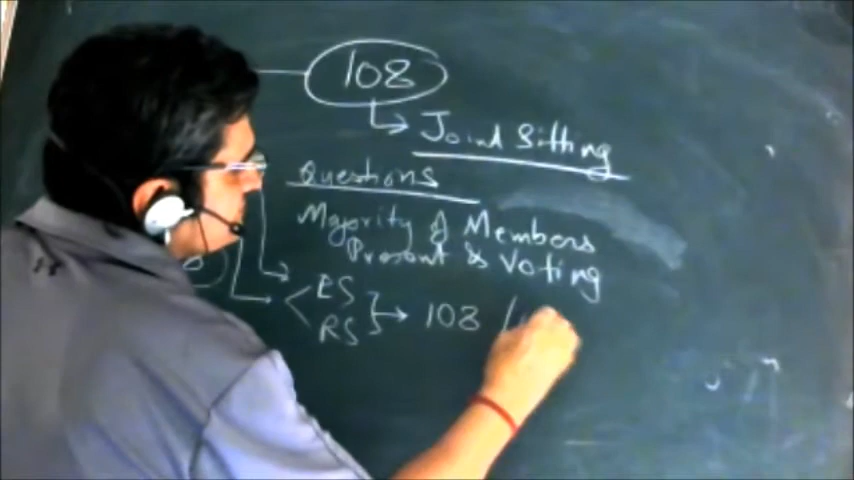 108
Joint Sitting
Questions
Majority of Members
Present & Voting
LS
RS
108